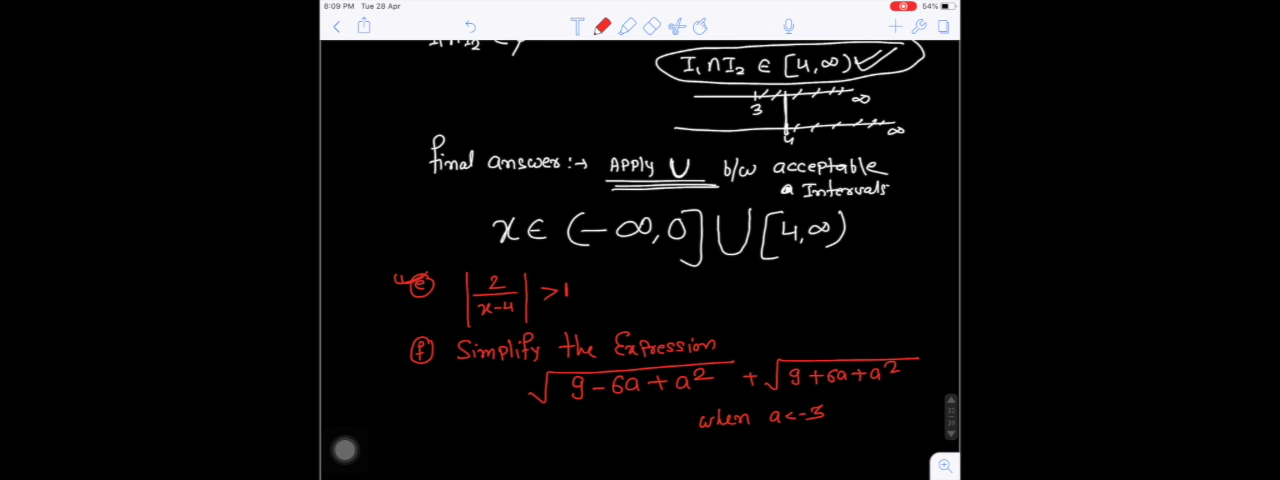 8:09 PM Tue 28 Apr
54%
I₁ ∩ I₂ ∈ [4,∞)
3 ∞
4 ∞
final answer:→ Apply ∪ b/w acceptable
Intervals
x ∈ (-∞,0] ∪ [4,∞)
(e) |2/(x-4)| > 1
(f) Simplify the Expression
√(9-6a+a²) + √(9+6a+a²)
when a<-3